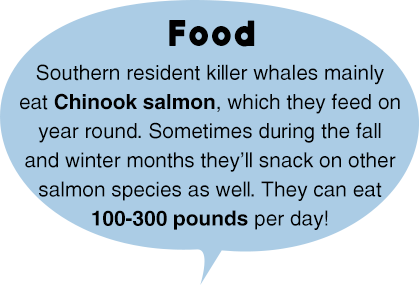 Food
Southern resident killer whales mainly
eat Chinook salmon, which they feed on
year round. Sometimes during the fall
and winter months they’ll snack on other
salmon species as well. They can eat
100-300 pounds per day!